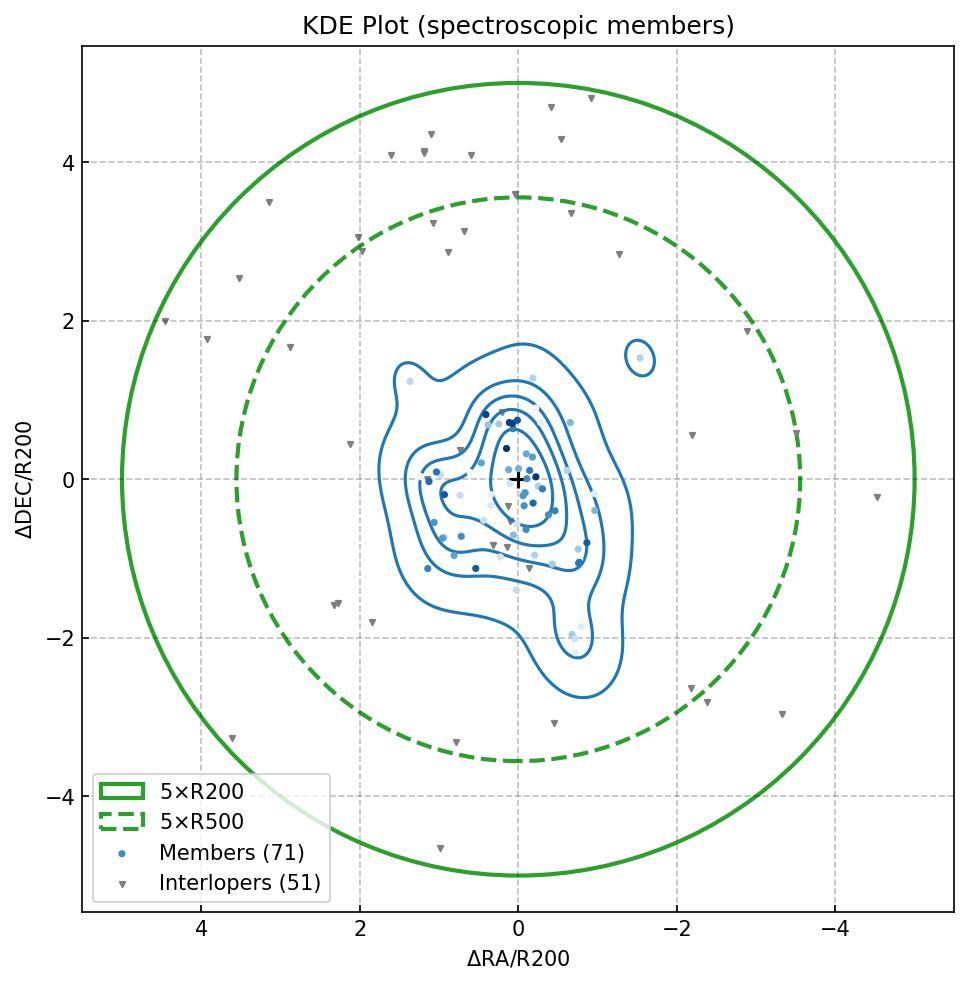 KDE Plot (spectroscopic members)
ΔDEC/R200
4
2
0
−2
−4
5×R200
5×R500
Members (71)
Interlopers (51)
4
2
0
−2
−4
ΔRA/R200